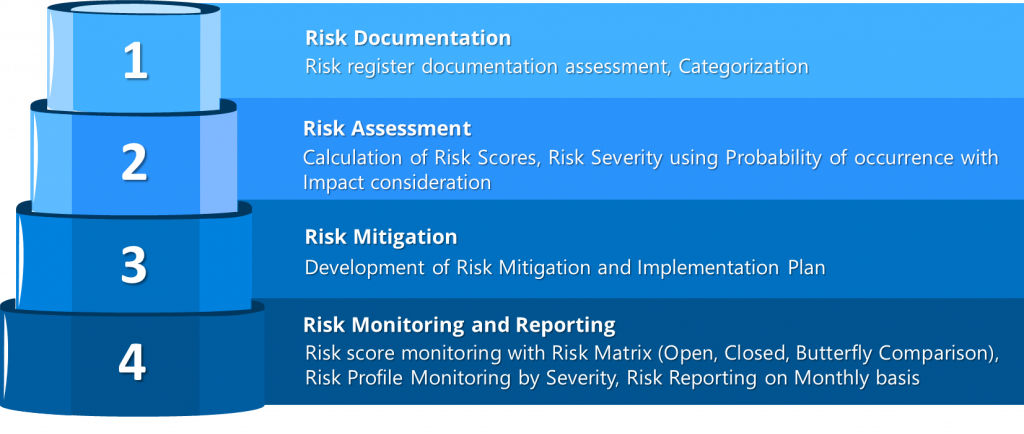 1
Risk Documentation
Risk register documentation assessment, Categorization
2
Risk Assessment
Calculation of Risk Scores, Risk Severity using Probability of occurrence with
Impact consideration
3
Risk Mitigation
Development of Risk Mitigation and Implementation Plan
4
Risk Monitoring and Reporting
Risk score monitoring with Risk Matrix (Open, Closed, Butterfly Comparison),
Risk Profile Monitoring by Severity, Risk Reporting on Monthly basis